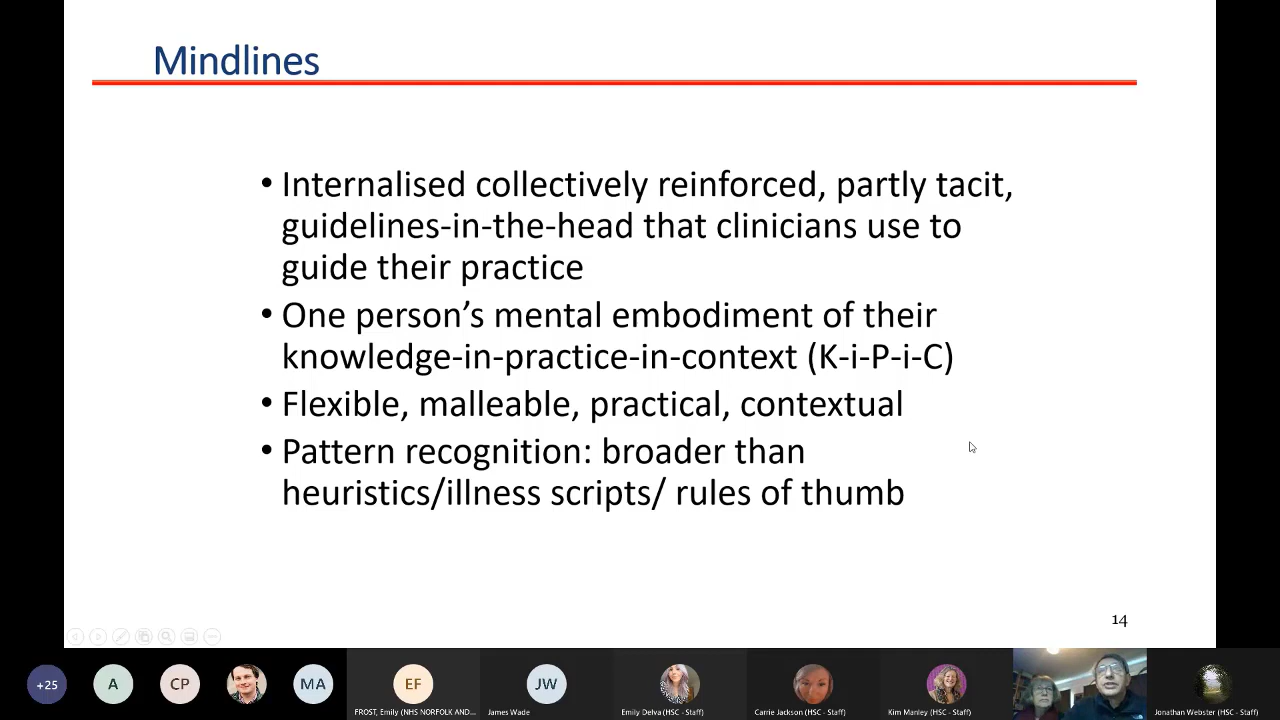 Mindlines
• Internalised collectively reinforced, partly tacit,
guidelines-in-the-head that clinicians use to
guide their practice
• One person’s mental embodiment of their
knowledge-in-practice-in-context (K-i-P-i-C)
• Flexible, malleable, practical, contextual
• Pattern recognition: broader than
heuristics/illness scripts/ rules of thumb
14
+25
A
CP
MA
EF
JW
FROST, Emily (NHS NORFOLK AND...
James Wade
Emily Delva (HSC - Staff)
Carrie Jackson (HSC - Staff)
Kim Manley (HSC - Staff)
Jonathan Webster (HSC - Staff)